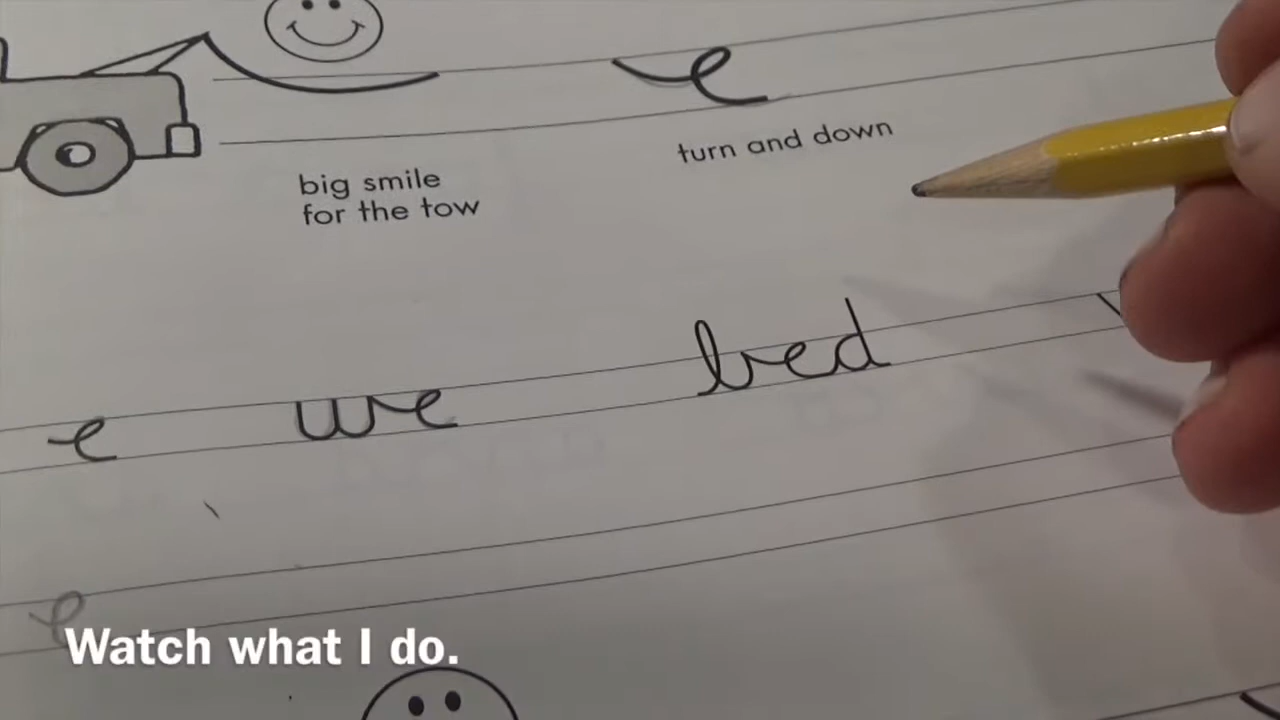 e
big smile
for the tow
turn and down
e we bed
e
Watch what I do.